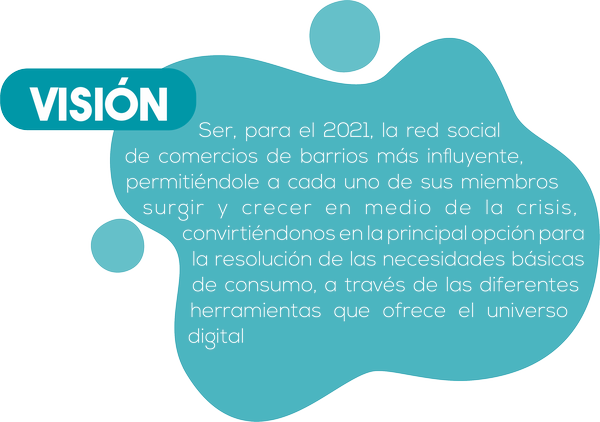 VISIÓN
Ser, para el 2021, la red social
de comercios de barrios más influyente,
permitiéndole a cada uno de sus miembros
surgir y crecer en medio de la crisis,
convirtiéndonos en la principal opción para
la resolución de las necesidades básicas
de consumo, a través de las diferentes
herramientas que ofrece el universo
digital